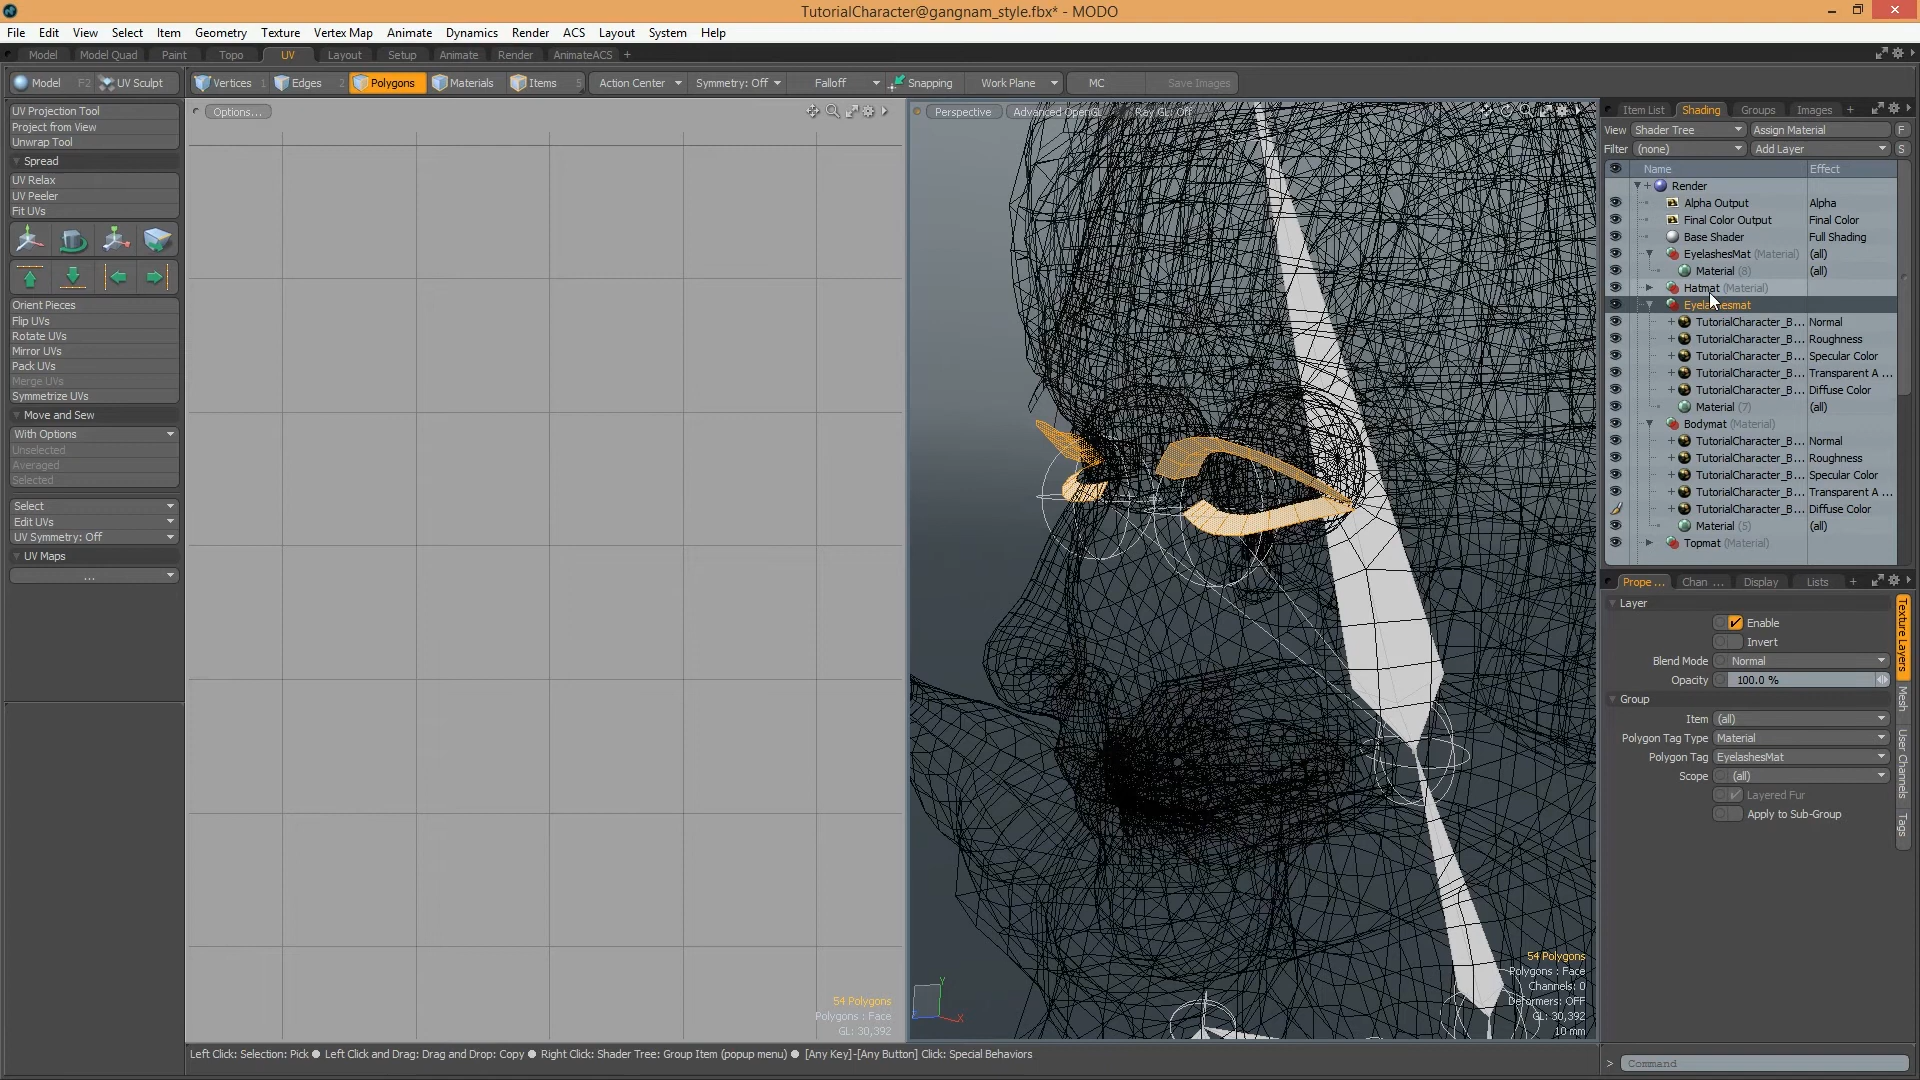 TutorialCharacter@gangnam_style.fbx* - MODO
File Edit View Select Item Geometry Texture Vertex Map Animate Dynamics Render ACS Layout System Help
Model Model Quad Paint Topo UV Layout Setup Animate Render AnimateACS +
Model F2 UV Sculpt Vertices 1 Edges 2 Polygons Materials Items 5 Action Center Symmetry: Off Falloff Snapping Work Plane MC Save Images
UV Projection Tool
Project from View
Unwrap Tool
Spread
UV Relax
UV Peeler
Fit UVs
Orient Pieces
Flip UVs
Rotate UVs
Mirror UVs
Pack UVs
Merge UVs
Symmetrize UVs
Move and Sew
With Options
Unselected
Averaged
Selected
Select
Edit UVs
UV Symmetry: Off
UV Maps
...
Options...
54 Polygons
Polygons : Face
GL: 30,392
Perspective Advanced OpenGL Ray GL: Off
Y
X
54 Polygons
Polygons : Face
Channels: 0
Deformers: OFF
GL: 30,392
10 mm
Item List Shading Groups Images +
View Shader Tree Assign Material F
Filter (none) Add Layer S
Name Effect
Render
Alpha Output Alpha
Final Color Output Final Color
Base Shader Full Shading
EyelashesMat (Material) (all)
Material (8) (all)
Hatmat (Material)
Eyelashesmat
TutorialCharacter_B... Normal
TutorialCharacter_B... Roughness
TutorialCharacter_B... Specular Color
TutorialCharacter_B... Transparent A ...
TutorialCharacter_B... Diffuse Color
Material (7) (all)
Bodymat (Material)
TutorialCharacter_B... Normal
TutorialCharacter_B... Roughness
TutorialCharacter_B... Specular Color
TutorialCharacter_B... Transparent A ...
TutorialCharacter_B... Diffuse Color
Material (5) (all)
Topmat (Material)
Prope ... Chan ... Display Lists +
Layer
Enable
Invert
Blend Mode Normal
Opacity 100.0 %
Group
Item (all)
Polygon Tag Type Material
Polygon Tag EyelashesMat
Scope (all)
Layered Fur
Apply to Sub-Group
Texture Layers
Mesh
User Channels
Tags
Left Click: Selection: Pick ● Left Click and Drag: Drag and Drop: Copy ● Right Click: Shader Tree: Group Item (popup menu) ● [Any Key]-[Any Button] Click: Special Behaviors
> Command